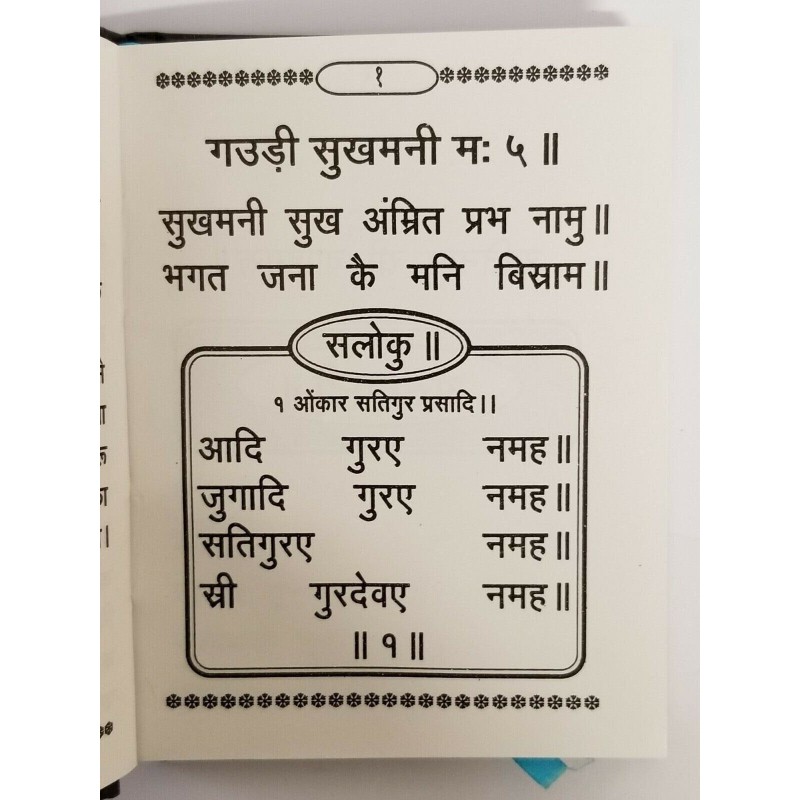 १
गउड़ी सुखमनी म: ५ ॥
सुखमनी सुख अंम्रित प्रभ नामु॥
भगत जना कै मनि बिस्राम॥
सलोकु॥
१ ओंकार सतिगुर प्रसादि।।
आदि गुरए नमह॥
जुगादि गुरए नमह॥
सतिगुरए नमह॥
स्री गुरदेवए नमह॥
॥ १ ॥